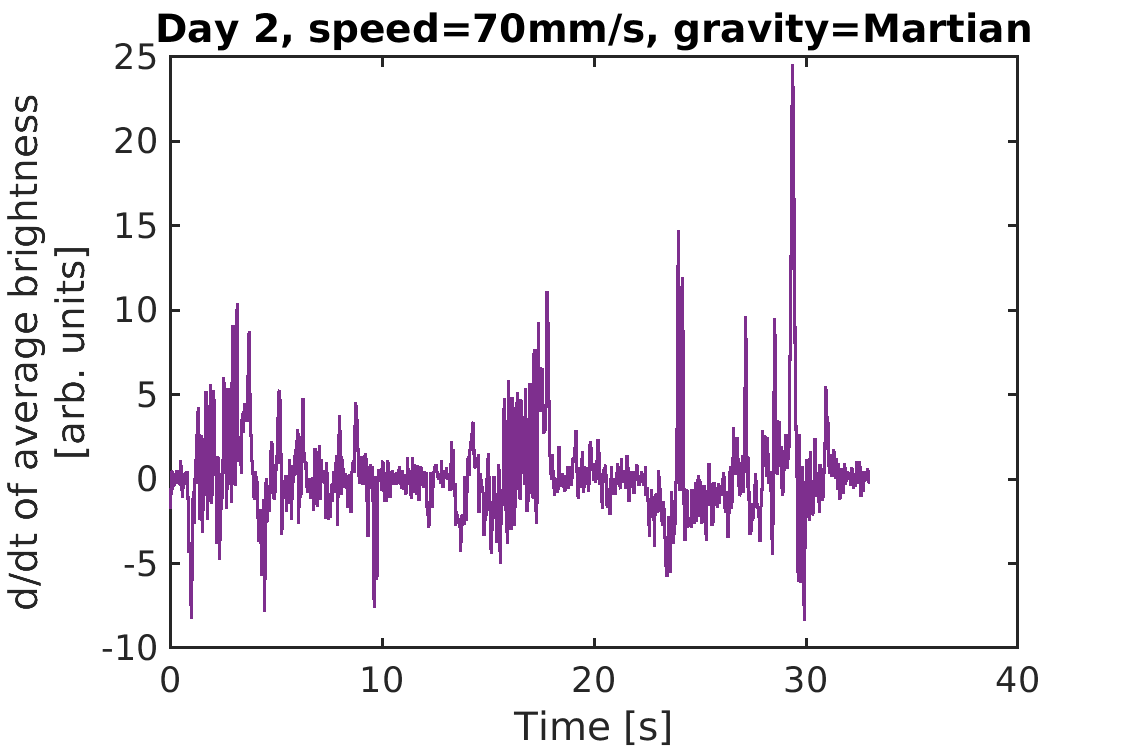 Day 2, speed=70mm/s, gravity=Martian
d/dt of average brightness
[arb. units]
25
20
15
10
5
0
-5
-10
0 10 20 30 40
Time [s]